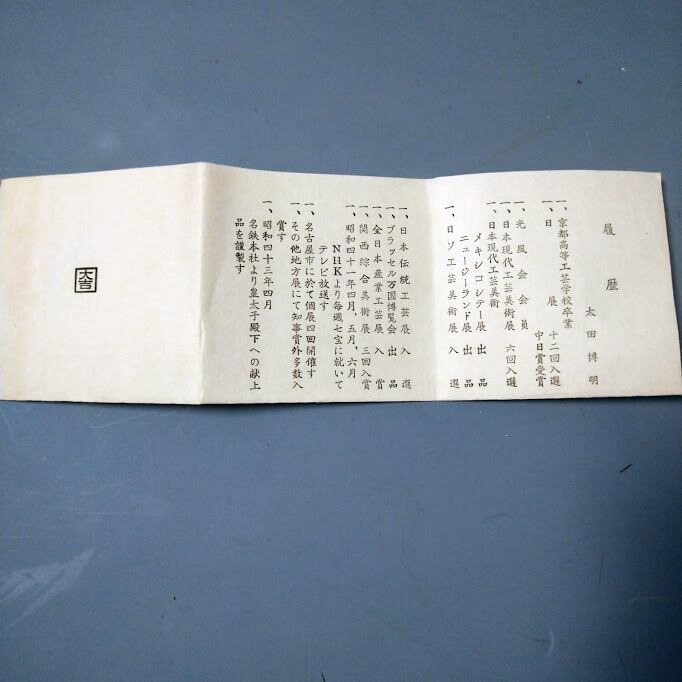 履歴
太田博明
一、京都高等工芸学校卒業
一、日展 十二回入選
中日賞受賞
一、光風会会員
一、日本現代工芸美術展 六回入選
一、日本現代工芸美術
メキシコシテー展出品
ニュージーランド展出品
一、日ソ工芸美術展入選
一、日本伝統工芸展入選
一、ブラッセル万国博覧会出品
一、全日本産業工芸展入賞
一、関西綜合美術展 三回入賞
一、昭和四十一年四月、五月、六月
NHKより毎週七宝に就いて
テレビ放送す
一、名古屋市に於て個展四回開催す
一、その他地方展にて知事賞外多数入
賞す
一、昭和四十三年四月
名鉄本社より皇太子殿下への献上
品を謹製す
太吉